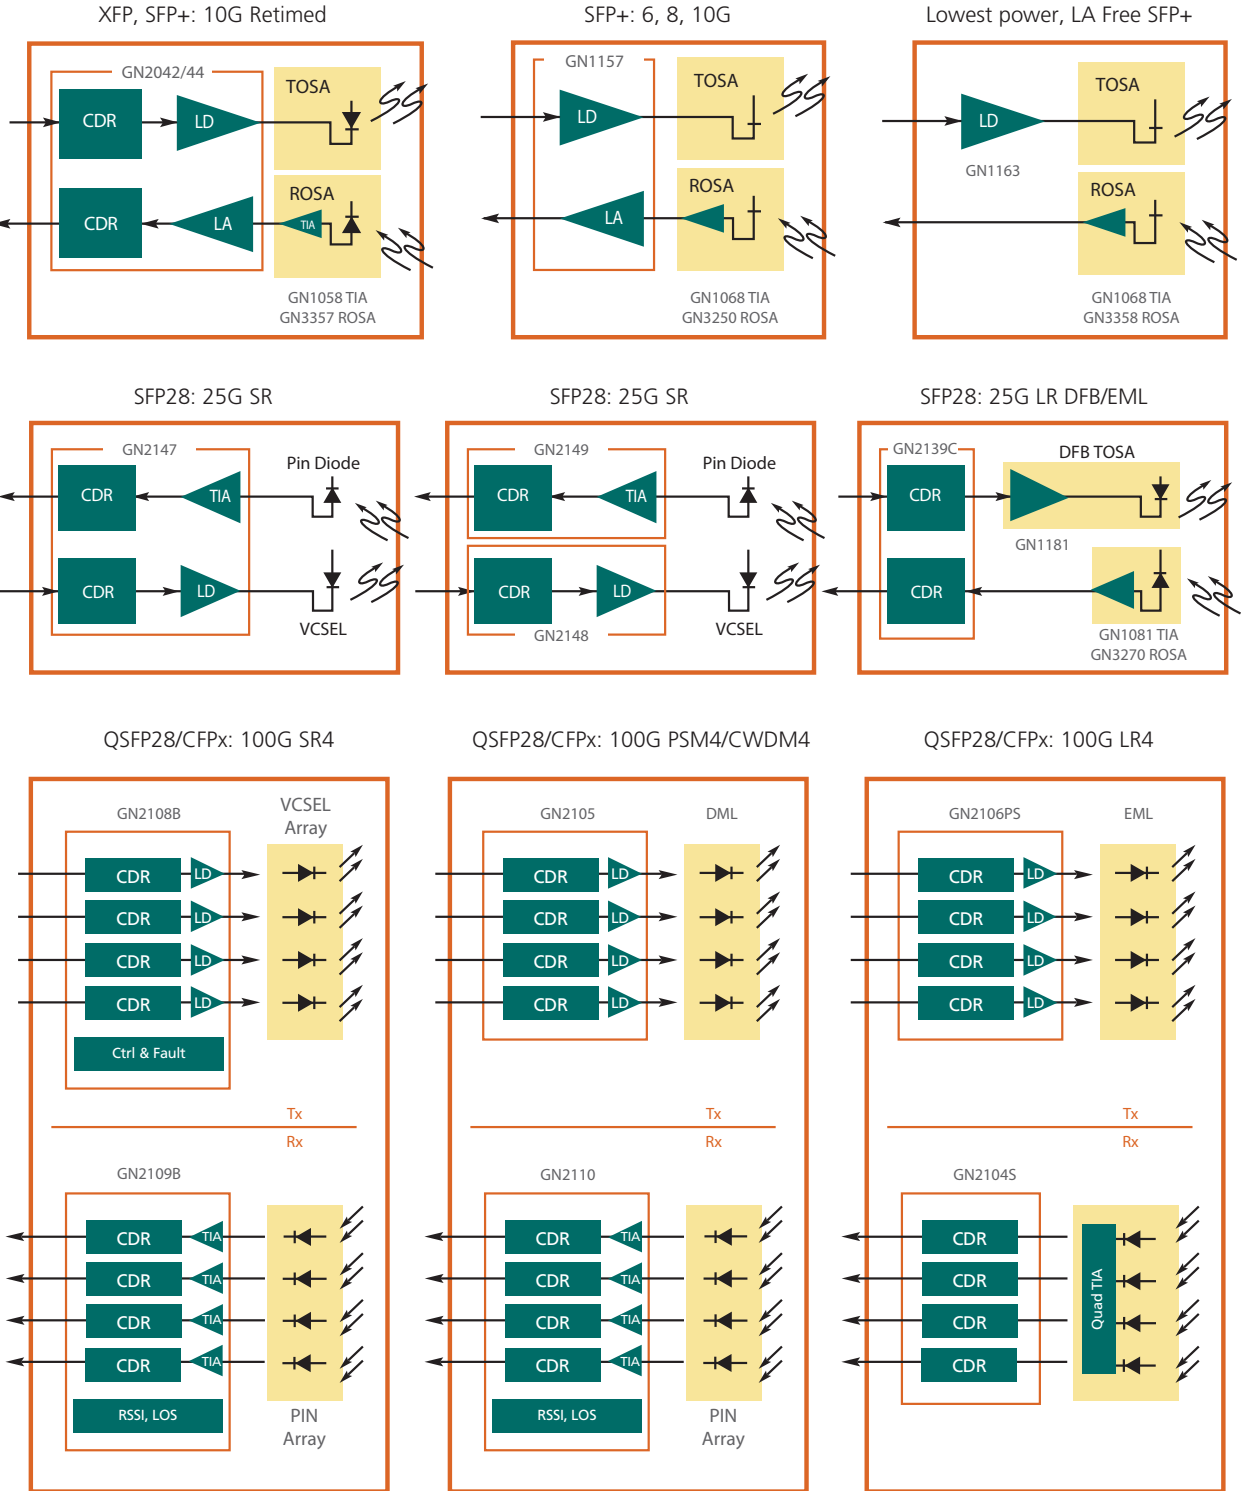 XFP, SFP+: 10G Retimed
GN2042/44
TOSA
CDR
LD
CDR
LA
TIA
ROSA
GN1058 TIA
GN3357 ROSA
SFP+: 6, 8, 10G
GN1157
TOSA
LD
LA
ROSA
GN1068 TIA
GN3250 ROSA
Lowest power, LA Free SFP+
TOSA
LD
GN1163
ROSA
GN1068 TIA
GN3358 ROSA
SFP28: 25G SR
GN2147
Pin Diode
CDR
TIA
CDR
LD
VCSEL
SFP28: 25G SR
GN2149
Pin Diode
CDR
TIA
CDR
LD
GN2148
VCSEL
SFP28: 25G LR DFB/EML
GN2139C
DFB TOSA
CDR
GN1181
CDR
GN1081 TIA
GN3270 ROSA
QSFP28/CFPx: 100G SR4
GN2108B
VCSEL
Array
CDR
LD
CDR
LD
CDR
LD
CDR
LD
Ctrl & Fault
Tx
Rx
GN2109B
CDR
TIA
CDR
TIA
CDR
TIA
CDR
TIA
RSSI, LOS
PIN
Array
QSFP28/CFPx: 100G PSM4/CWDM4
GN2105
DML
CDR
LD
CDR
LD
CDR
LD
CDR
LD
Tx
Rx
GN2110
CDR
TIA
CDR
TIA
CDR
TIA
CDR
TIA
RSSI, LOS
PIN
Array
QSFP28/CFPx: 100G LR4
GN2106PS
EML
CDR
LD
CDR
LD
CDR
LD
CDR
LD
Tx
Rx
GN2104S
CDR
CDR
CDR
CDR
Quad TIA